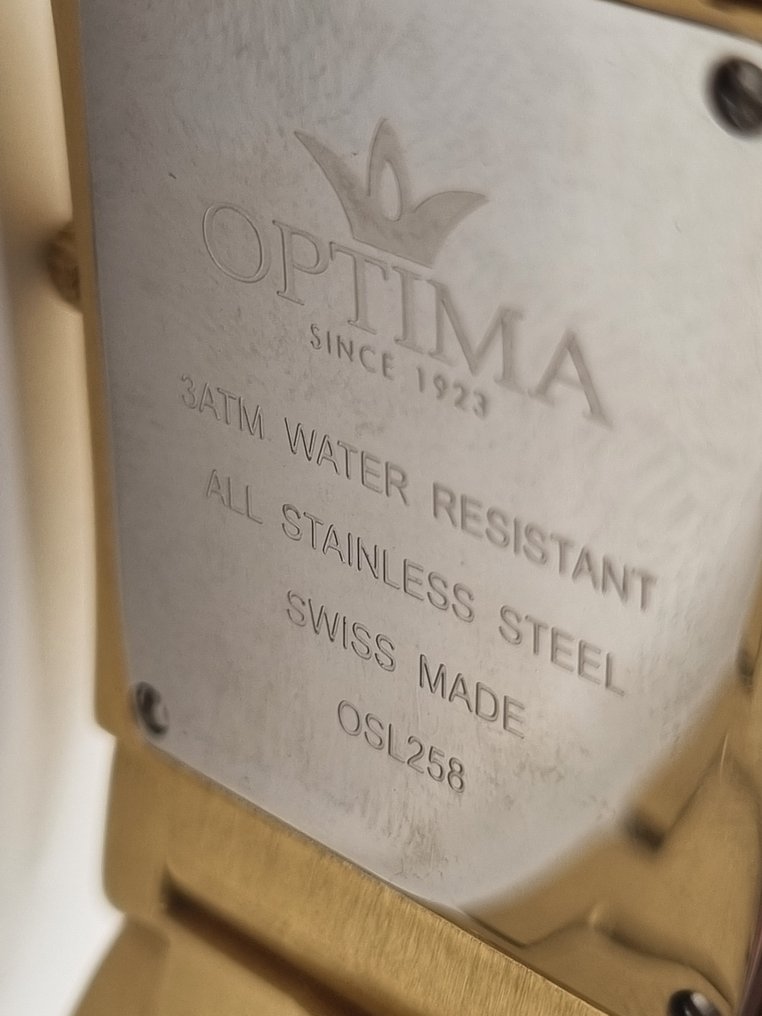 OPTIMA
SINCE 1923
3ATM WATER RESISTANT
ALL STAINLESS STEEL
SWISS MADE
OSL258